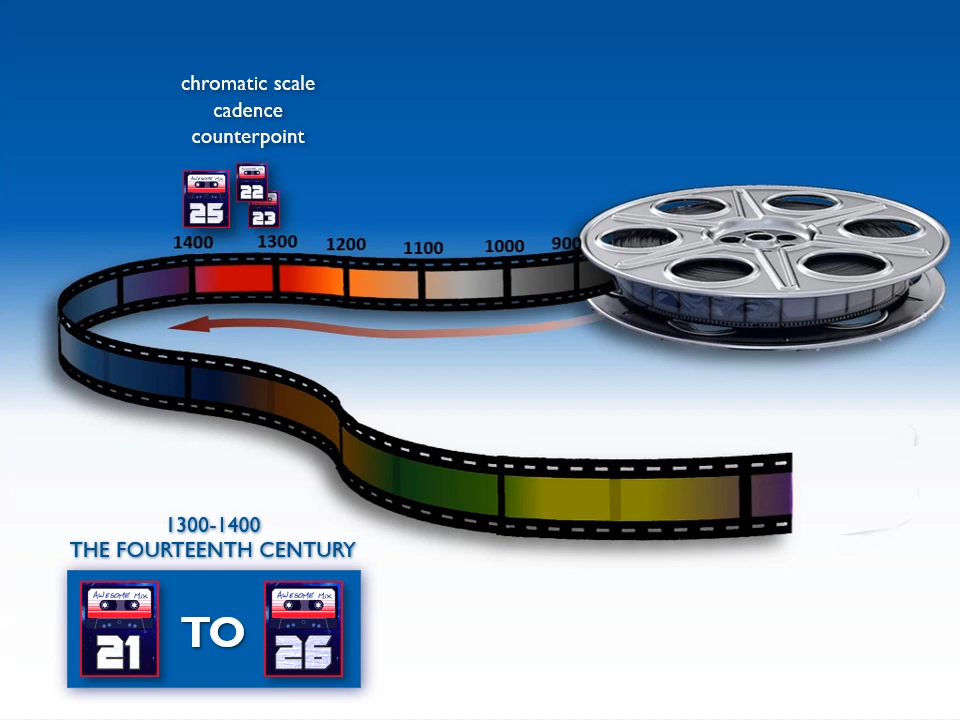 chromatic scale
cadence
counterpoint
AWESOME MIX
25
22
23
1400 1300 1200 1100 1000 900
1300-1400
THE FOURTEENTH CENTURY
AWESOME MIX
21
TO
AWESOME MIX
26